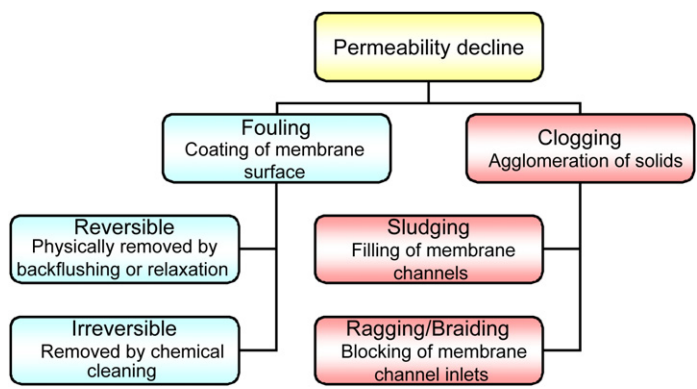 Permeability decline
Fouling
Coating of membrane
surface
Clogging
Agglomeration of solids
Reversible
Physically removed by
backflushing or relaxation
Sludging
Filling of membrane
channels
Irreversible
Removed by chemical
cleaning
Ragging/Braiding
Blocking of membrane
channel inlets